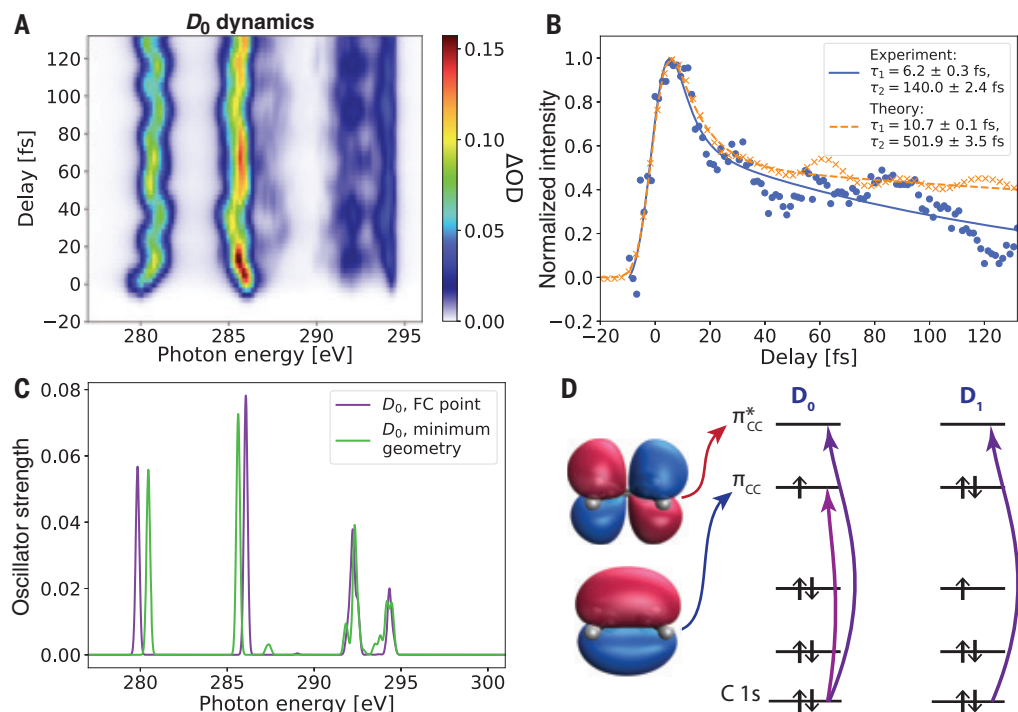 A
D₀ dynamics
Delay [fs]
120
100
80
60
40
20
0
−20
280
285
290
295
Photon energy [eV]
0.15
0.10
0.05
0.00
ΔOD
B
Normalized intensity
1.0
0.8
0.6
0.4
0.2
0.0
−0.2
−20
0
20
40
60
80
100
120
Delay [fs]
Experiment:
τ₁ = 6.2 ± 0.3 fs,
τ₂ = 140.0 ± 2.4 fs
Theory:
τ₁ = 10.7 ± 0.1 fs,
τ₂ = 501.9 ± 3.5 fs
C
Oscillator strength
0.08
0.06
0.04
0.02
0.00
280
285
290
295
300
Photon energy [eV]
D₀, FC point
D₀, minimum
geometry
D
D₀
D₁
π*CC
πCC
C 1s